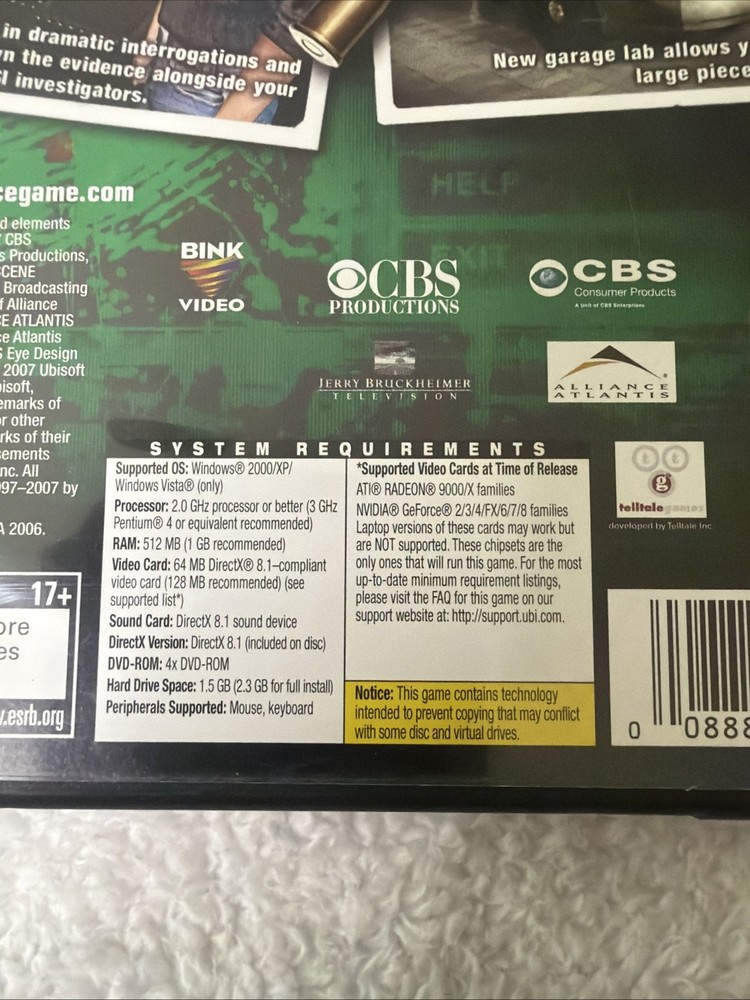 in dramatic interrogations and
the evidence alongside your
investigators.
New garage lab allows
large piece
cegame.com
d elements
CBS
s Productions,
SCENE
Broadcasting
f Alliance
CE ATLANTIS
ce Atlantis
S Eye Design
2007 Ubisoft
bisoft,
emarks of
or other
rks of their
sements
nc. All
997–2007 by
A 2006.
HELP
EXIT
BINK
VIDEO
CBS
PRODUCTIONS
CBS
Consumer Products
A Unit of CBS Enterprises
JERRY BRUCKHEIMER
TELEVISION
ALLIANCE
ATLANTIS
SYSTEM REQUIREMENTS
Supported OS: Windows® 2000/XP/
Windows Vista® (only)
Processor: 2.0 GHz processor or better (3 GHz
Pentium® 4 or equivalent recommended)
RAM: 512 MB (1 GB recommended)
Video Card: 64 MB DirectX® 8.1–compliant
video card (128 MB recommended) (see
supported list*)
Sound Card: DirectX 8.1 sound device
DirectX Version: DirectX 8.1 (included on disc)
DVD-ROM: 4x DVD-ROM
Hard Drive Space: 1.5 GB (2.3 GB for full install)
Peripherals Supported: Mouse, keyboard
*Supported Video Cards at Time of Release
ATI® RADEON® 9000/X families
NVIDIA® GeForce® 2/3/4/FX/6/7/8 families
Laptop versions of these cards may work but
are NOT supported. These chipsets are the
only ones that will run this game. For the most
up-to-date minimum requirement listings,
please visit the FAQ for this game on our
support website at: http://support.ubi.com.
Notice: This game contains technology
intended to prevent copying that may conflict
with some disc and virtual drives.
t t
g
telltalegames
developed by Telltale Inc
17+
ore
es
.esrb.org
0 0888